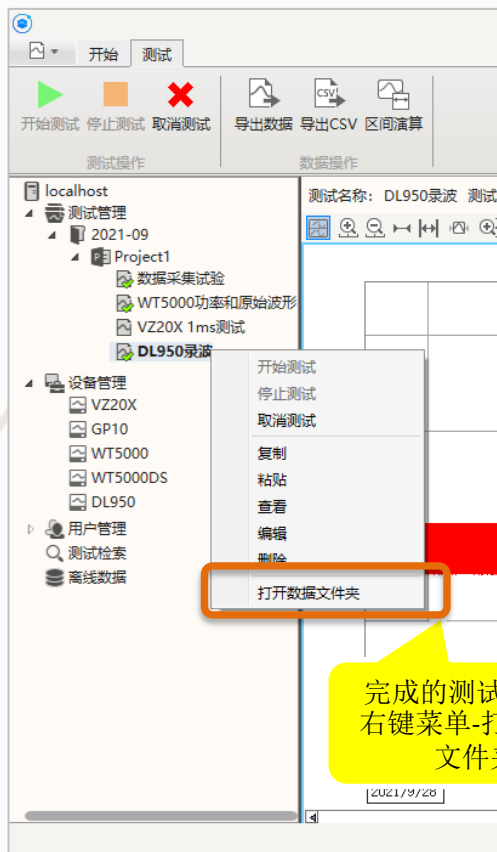 开始 测试
CSV
开始测试 停止测试 取消测试 导出数据 导出CSV 区间演算
测试操作 数据操作
localhost
测试管理
2021-09
Project1
数据采集试验
WT5000功率和原始波形
VZ20X 1ms测试
DL950录波
设备管理
VZ20X
GP10
WT5000
WT5000DS
DL950
用户管理
测试检索
离线数据
测试名称: DL950录波 测试
开始测试
停止测试
取消测试
复制
粘贴
查看
编辑
删除
打开数据文件夹
完成的测试
右键菜单-打
文件夹
2021/9/28